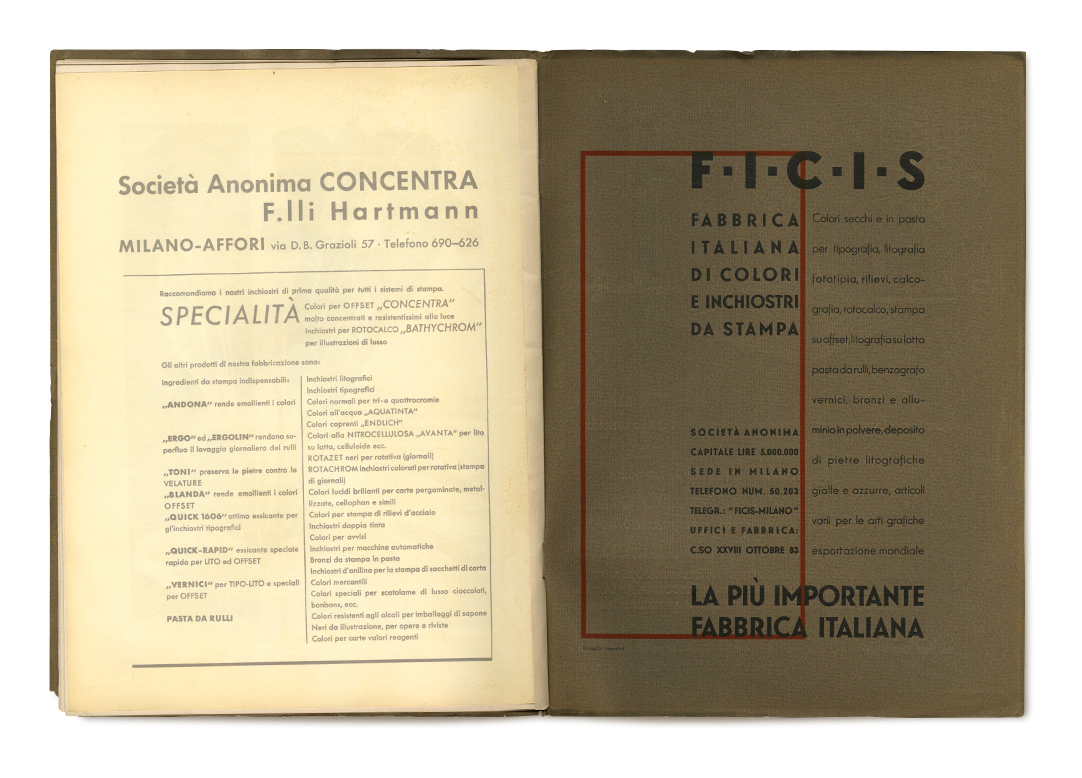 Società Anonima CONCENTRA
F.lli Hartmann
MILANO-AFFORI via D.B. Grazioli 57 · Telefono 690-626
Raccomandiamo i nostri inchiostri di prima qualità per tutti i sistemi di stampa.
SPECIALITÀ
Colori per OFFSET „CONCENTRA"
molto concentrati e resistentissimi alla luce
inchiostri per ROTOCALCO „BATHYCHROM"
per illustrazioni di lusso
Gli altri prodotti di nostra fabbricazione sono:
Ingredienti da stampa indispensabili:
„ANDONA" rende emollienti i colori
„ERGO" ed „ERGOLIN" rendono su-
perfluo il lavaggio giornaliero dei rulli
„TONI" preserva le pietre contro le
VELATURE
„BLANDA" rende emollienti i colori
OFFSET
„QUICK 1606" ottimo essicante per
gl'inchiostri tipografici
„QUICK-RAPID" essicante speciale
rapido per LITO ed OFFSET
„VERNICI" per TIPO-LITO e speciali
per OFFSET
PASTA DA RULLI
Inchiostri litografici
Inchiostri tipografici
Colori normali per tri-e quattrocromie
Colori all'acqua „AQUATINTA"
Colori coprenti „ENDLICH"
Colori alla NITROCELLULOSA „AVANTA" per lito
su latta, celluloide ecc.
ROTAZET neri per rotativa (giornali)
ROTACHROM inchiostri colorati per rotativa (stampa
di giornali)
Colori lucidi brillanti per carte pergaminate, metal-
lizzate, cellophan e simili
Colori per stampa di rilievi d'acciaio
Inchiostri doppia tinta
Colori per avvisi
Inchiostri per macchine automatiche
Bronzi da stampa in pasta
Inchiostri d'anilina per la stampa di sacchetti di carta
Colori mercantili
Colori speciali per scatolame di lusso cioccolati,
bonbons, ecc.
Colori resistenti agli alcali per imballaggi di sapone
Neri da illustrazione, per opere e riviste
Colori per carte valori reagenti
F·I·C·I·S
FABBRICA
ITALIANA
DI COLORI
E INCHIOSTRI
DA STAMPA
SOCIETÀ ANONIMA
CAPITALE LIRE 5.000.000
SEDE IN MILANO
TELEFONO NUM. 60.203
TELEGR.: "FICIS-MILANO"
UFFICI E FABBRICA:
C.SO XXVIII OTTOBRE 83
Colori secchi e in pasta
per tipografia, litografia
fototipia, rilievi, calco-
grafia, rotocalco, stampa
su offset, litografia su latta
pasta da rulli, benzografo
vernici, bronzi e allu-
minio in polvere, deposito
di pietre litografiche
gialle e azzurre, articoli
varii per le arti grafiche
esportazione mondiale
LA PIÙ IMPORTANTE
FABBRICA ITALIANA